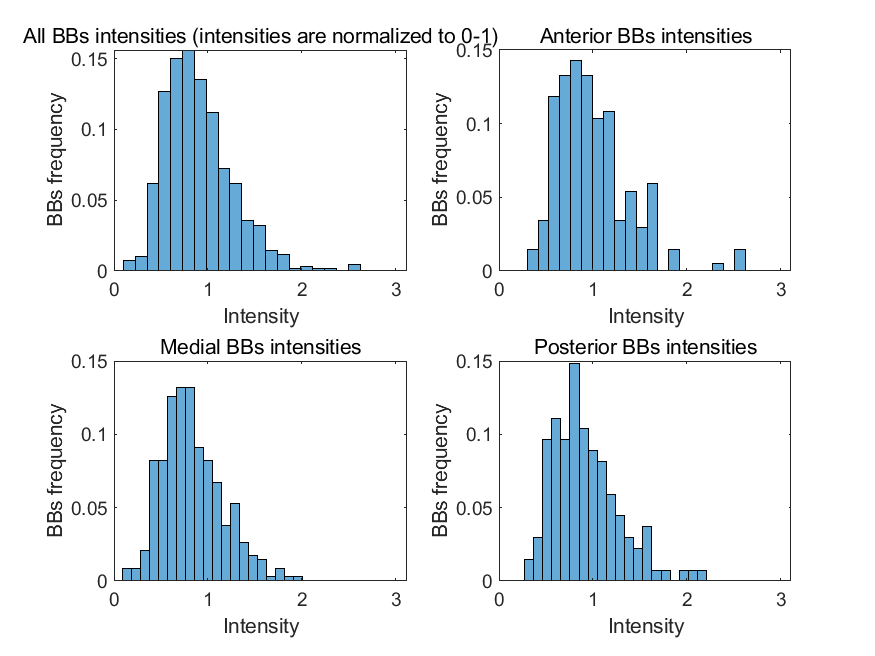 All BBs intensities (intensities are normalized to 0-1)
BBs frequency
0.15
0.1
0.05
0
0 1 2 3
Intensity
Anterior BBs intensities
BBs frequency
0.15
0.1
0.05
0
0 1 2 3
Intensity
Medial BBs intensities
BBs frequency
0.15
0.1
0.05
0
0 1 2 3
Intensity
Posterior BBs intensities
BBs frequency
0.15
0.1
0.05
0
0 1 2 3
Intensity